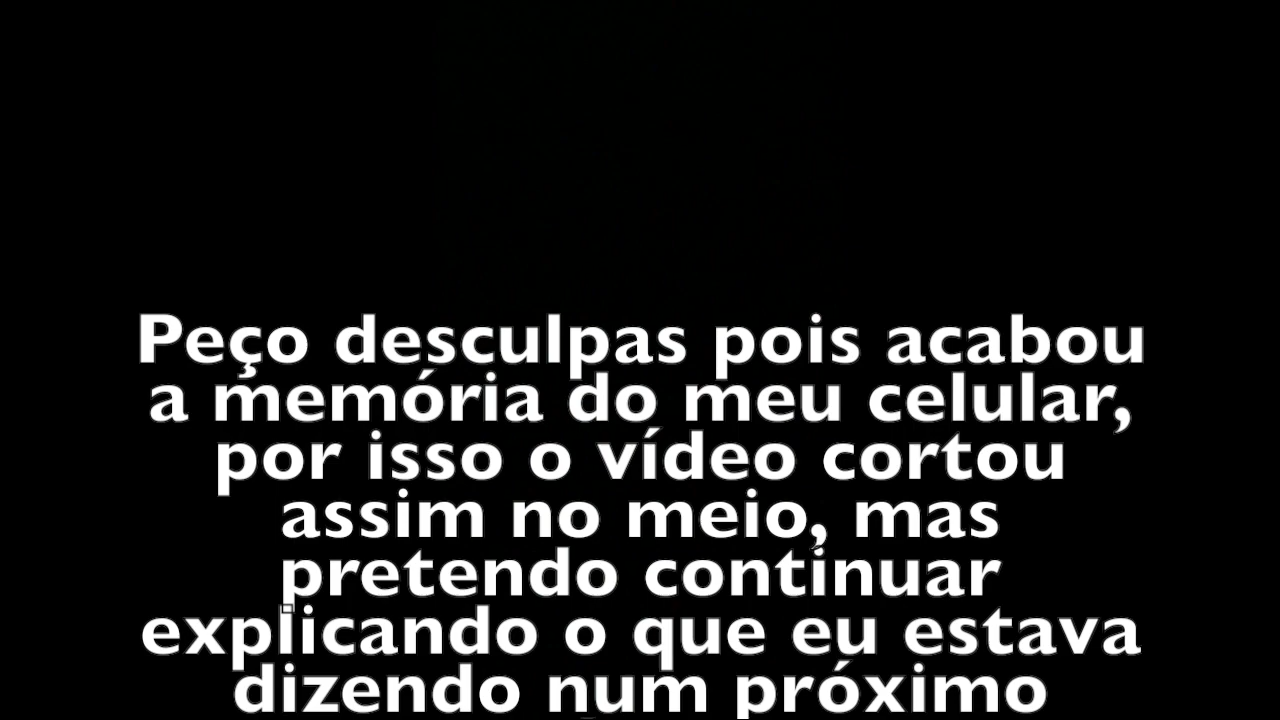 Peço desculpas pois acabou
a memória do meu celular,
por isso o vídeo cortou
assim no meio, mas
pretendo continuar
explicando o que eu estava
dizendo num próximo